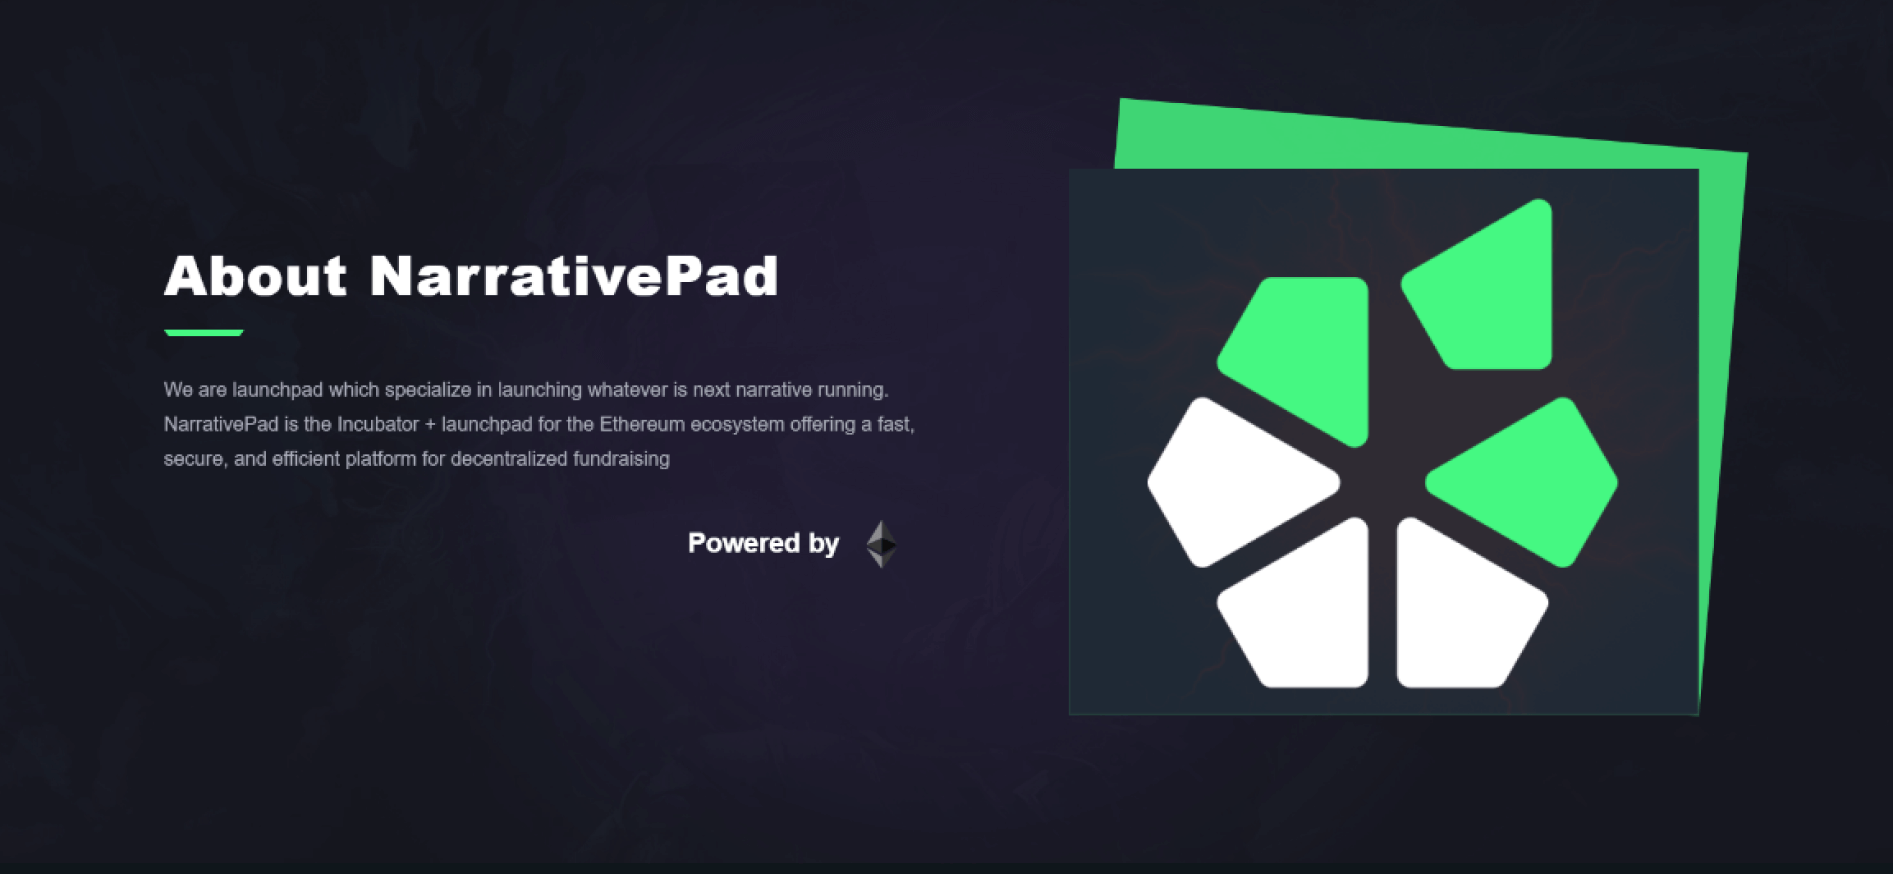 About NarrativePad
We are launchpad which specialize in launching whatever is next narrative running.
NarrativePad is the Incubator + launchpad for the Ethereum ecosystem offering a fast,
secure, and efficient platform for decentralized fundraising
Powered by